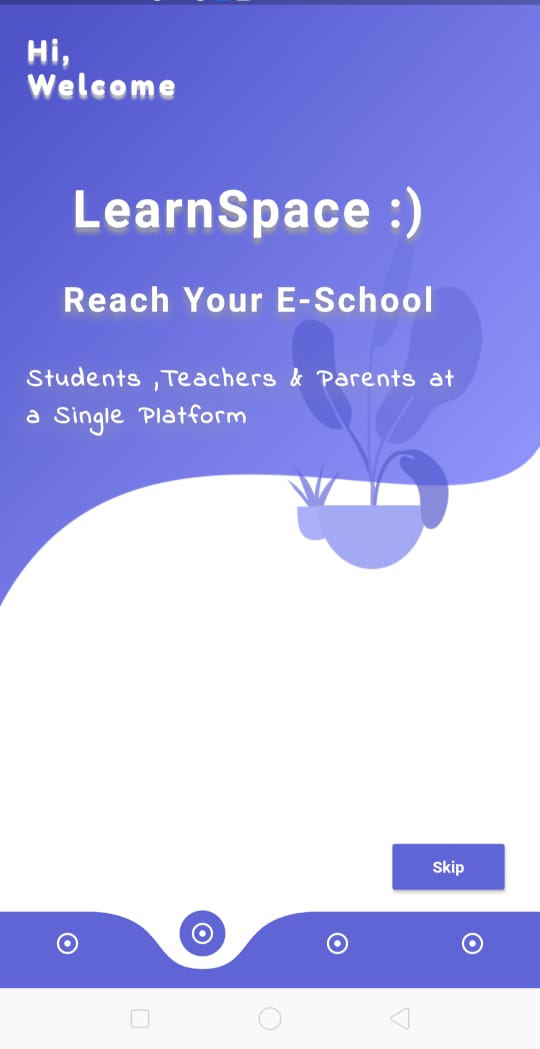 Hi,
Welcome
LearnSpace :)
Reach Your E-School
Students ,Teachers & Parents at
a Single Platform
Skip